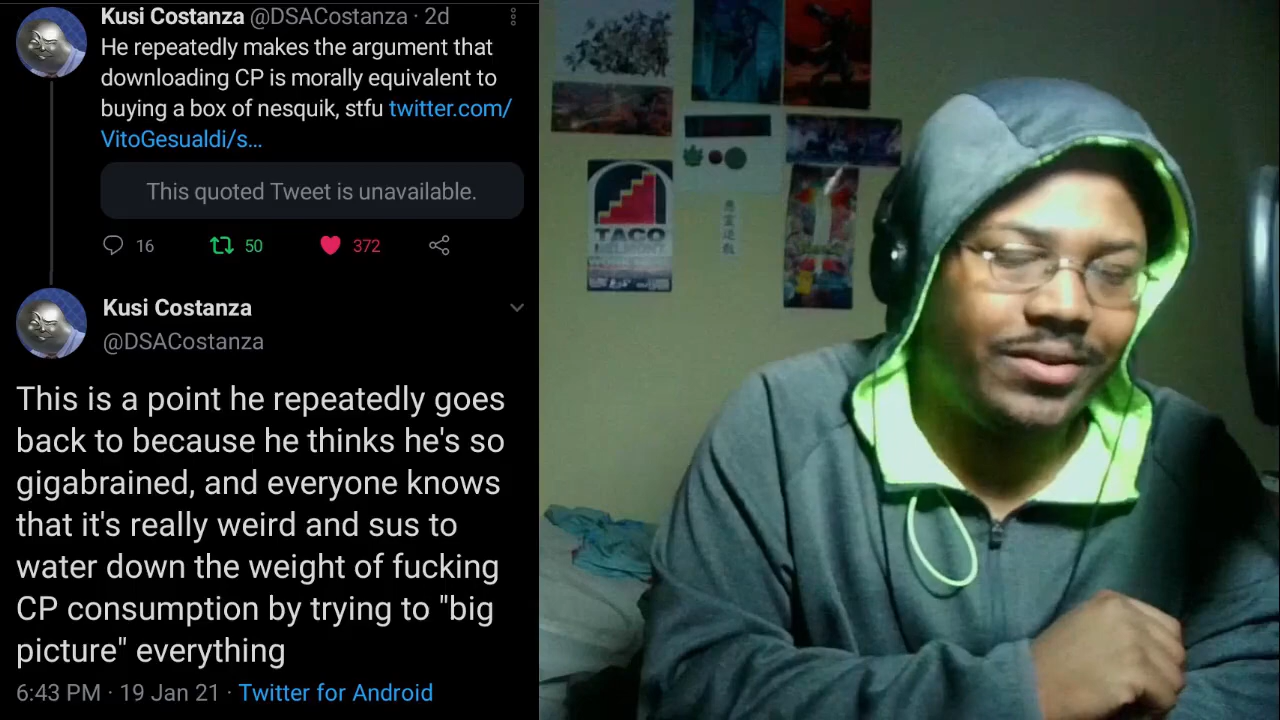 Kusi Costanza @DSACostanza · 2d
He repeatedly makes the argument that
downloading CP is morally equivalent to
buying a box of nesquik, stfu twitter.com/
VitoGesualdi/s...
This quoted Tweet is unavailable.
16 50 372
Kusi Costanza
@DSACostanza
This is a point he repeatedly goes
back to because he thinks he's so
gigabrained, and everyone knows
that it's really weird and sus to
water down the weight of fucking
CP consumption by trying to "big
picture" everything
6:43 PM · 19 Jan 21 · Twitter for Android
TACO